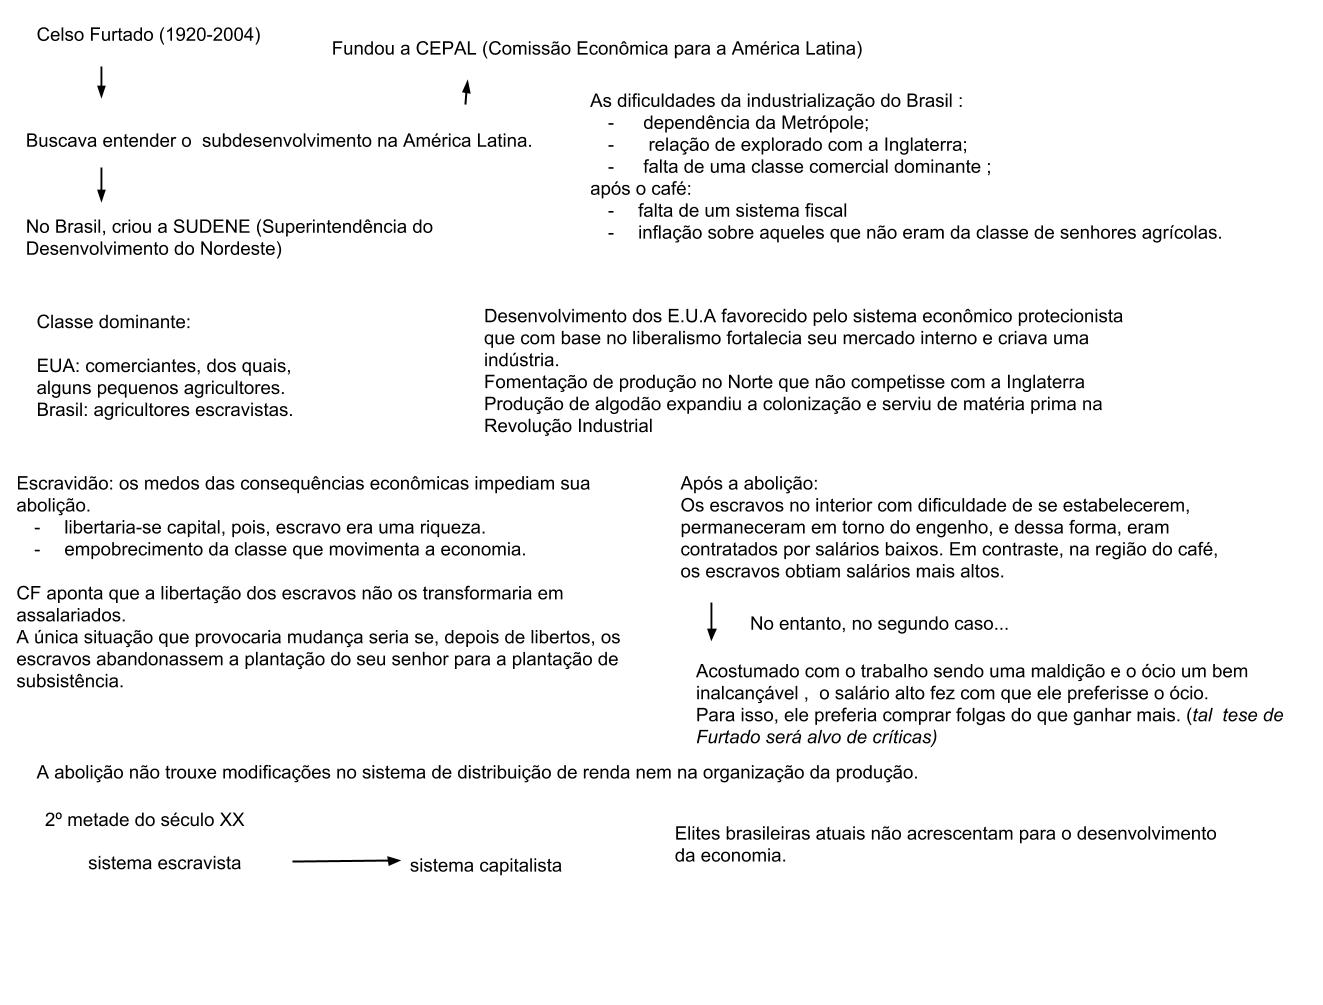 Celso Furtado (1920-2004)
Fundou a CEPAL (Comissão Econômica para a América Latina)
Buscava entender o  subdesenvolvimento na América Latina.
No Brasil, criou a SUDENE (Superintendência do
Desenvolvimento do Nordeste)
As dificuldades da industrialização do Brasil :
- dependência da Metrópole;
- relação de explorado com a Inglaterra;
- falta de uma classe comercial dominante ;
após o café:
- falta de um sistema fiscal
- inflação sobre aqueles que não eram da classe de senhores agrícolas.
Classe dominante:
EUA: comerciantes, dos quais,
alguns pequenos agricultores.
Brasil: agricultores escravistas.
Desenvolvimento dos E.U.A favorecido pelo sistema econômico protecionista
que com base no liberalismo fortalecia seu mercado interno e criava uma
indústria.
Fomentação de produção no Norte que não competisse com a Inglaterra
Produção de algodão expandiu a colonização e serviu de matéria prima na
Revolução Industrial
Escravidão: os medos das consequências econômicas impediam sua
abolição.
- libertaria-se capital, pois, escravo era uma riqueza.
- empobrecimento da classe que movimenta a economia.
CF aponta que a libertação dos escravos não os transformaria em
assalariados.
A única situação que provocaria mudança seria se, depois de libertos, os
escravos abandonassem a plantação do seu senhor para a plantação de
subsistência.
Após a abolição:
Os escravos no interior com dificuldade de se estabelecerem,
permaneceram em torno do engenho, e dessa forma, eram
contratados por salários baixos. Em contraste, na região do café,
os escravos obtiam salários mais altos.
No entanto, no segundo caso...
Acostumado com o trabalho sendo uma maldição e o ócio um bem
inalcançável ,  o salário alto fez com que ele preferisse o ócio.
Para isso, ele preferia comprar folgas do que ganhar mais. (tal  tese de
Furtado será alvo de críticas)
A abolição não trouxe modificações no sistema de distribuição de renda nem na organização da produção.
2º metade do século XX
sistema escravista
sistema capitalista
Elites brasileiras atuais não acrescentam para o desenvolvimento
da economia.